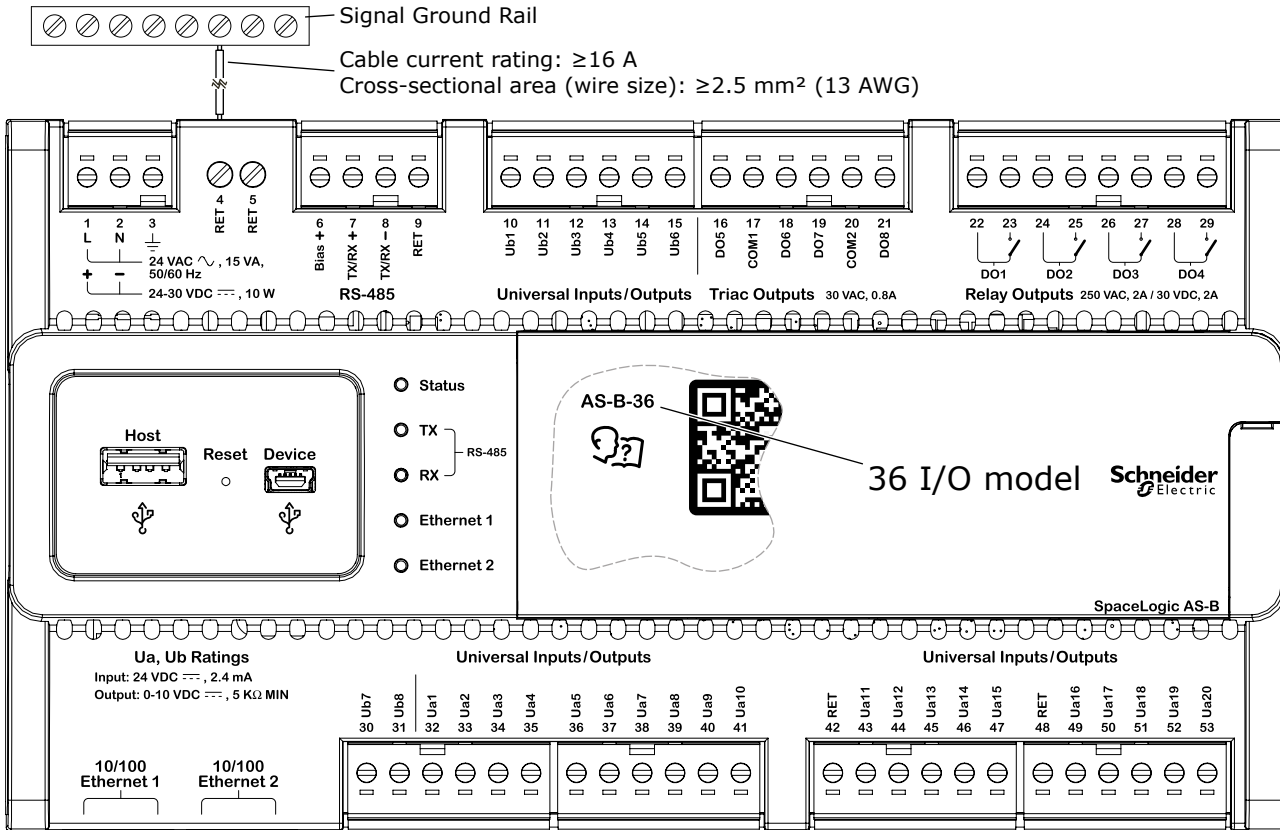 Signal Ground Rail
Cable current rating: ≥16 A
Cross-sectional area (wire size): ≥2.5 mm² (13 AWG)
1 2 3
L N
RET 4
RET 5
24 VAC, 15 VA,
50/60 Hz
+ −
24-30 VDC, 10 W
6 7 8 9
Bias +
TX/RX +
TX/RX −
RET
RS-485
10 11 12 13 14 15
Ub1 Ub2 Ub3 Ub4 Ub5 Ub6
Universal Inputs/Outputs
16 17 18 19 20 21
DO5 COM1 DO6 DO7 COM2 DO8
Triac Outputs 30 VAC, 0.8A
22 23 24 25 26 27 28 29
DO1 DO2 DO3 DO4
Relay Outputs 250 VAC, 2A / 30 VDC, 2A
Host
Reset
Device
Status
TX
RX
RS-485
Ethernet 1
Ethernet 2
AS-B-36
?
36 I/O model
Schneider
Electric
SpaceLogic AS-B
Ua, Ub Ratings
Input: 24 VDC, 2.4 mA
Output: 0-10 VDC, 5 KΩ MIN
Universal Inputs/Outputs
Ub7 Ub8 Ua1 Ua2 Ua3 Ua4 Ua5 Ua6 Ua7 Ua8 Ua9 Ua10
30 31 32 33 34 35 36 37 38 39 40 41
Universal Inputs/Outputs
RET Ua11 Ua12 Ua13 Ua14 Ua15 RET Ua16 Ua17 Ua18 Ua19 Ua20
42 43 44 45 46 47 48 49 50 51 52 53
10/100
Ethernet 1
10/100
Ethernet 2